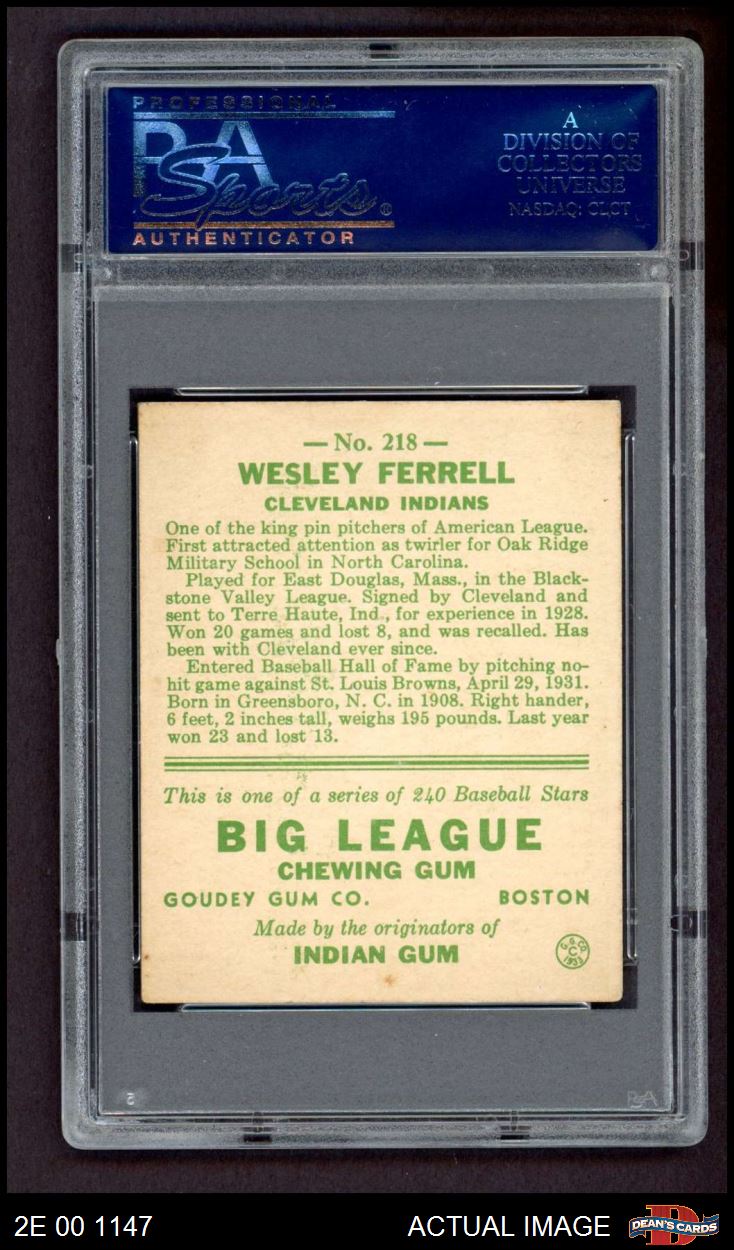 PROFESSIONAL
PSA
Sports ®
AUTHENTICATOR
A
DIVISION OF
COLLECTORS
UNIVERSE
NASDAQ: CLCT
— No. 218 —
WESLEY FERRELL
CLEVELAND INDIANS
One of the king pin pitchers of American League.
First attracted attention as twirler for Oak Ridge
Military School in North Carolina.
Played for East Douglas, Mass., in the Black-
stone Valley League. Signed by Cleveland and
sent to Terre Haute, Ind., for experience in 1928.
Won 20 games and lost 8, and was recalled. Has
been with Cleveland ever since.
Entered Baseball Hall of Fame by pitching no-
hit game against St. Louis Browns, April 29, 1931.
Born in Greensboro, N. C. in 1908. Right hander,
6 feet, 2 inches tall, weighs 195 pounds. Last year
won 23 and lost 13.
This is one of a series of 240 Baseball Stars
BIG LEAGUE
CHEWING GUM
GOUDEY GUM CO. BOSTON
Made by the originators of
INDIAN GUM
G.G.CO.
C
1933
PSA
2E 00 1147 ACTUAL IMAGE DEAN'S CARDS